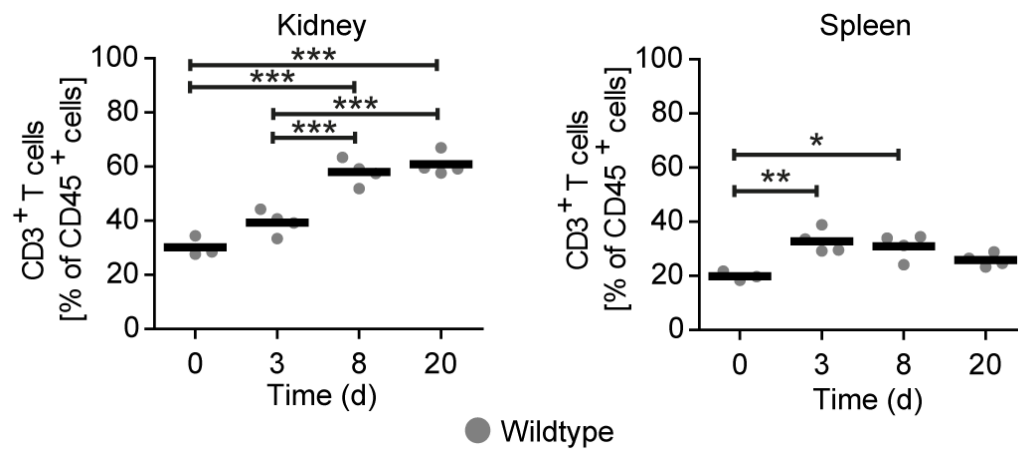 Kidney
CD3+ T cells
[% of CD45+ cells]
100
80
60
40
20
0
***
***
***
***
0 3 8 20
Time (d)
Spleen
CD3+ T cells
[% of CD45+ cells]
100
80
60
40
20
0
*
**
0 3 8 20
Time (d)
Wildtype